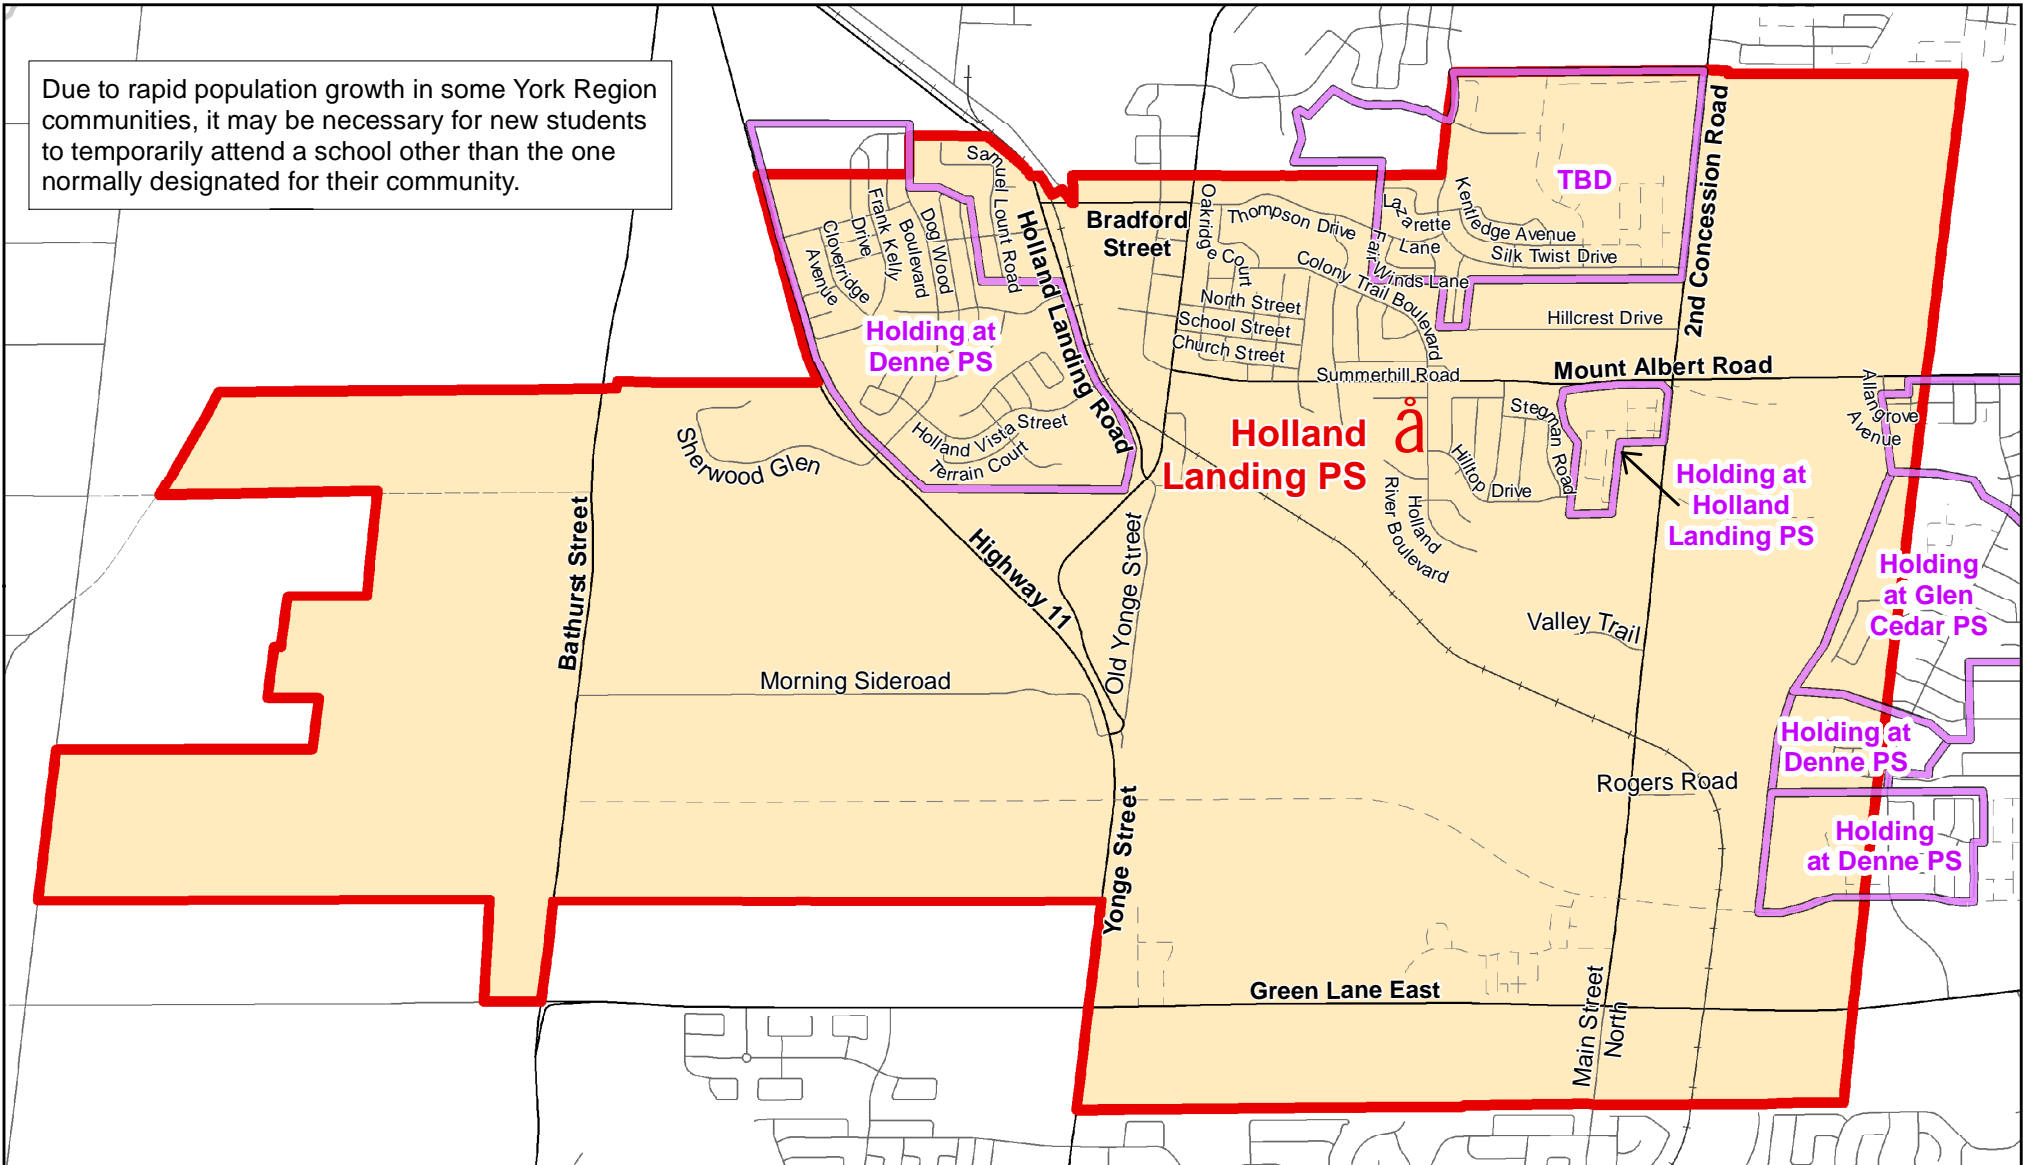 Due to rapid population growth in some York Region
communities, it may be necessary for new students
to temporarily attend a school other than the one
normally designated for their community.
Samuel Lount Road
Frank Kelly
Drive
Dog Wood
Boulevard
Cloverridge
Avenue
Holland Landing Road
Holding at
Denne PS
Holland Vista Street
Terrain Court
Sherwood Glen
Bradford
Street
Oakridge Court
Thompson Drive
Lazarette
Lane
Kentledge Avenue
Silk Twist Drive
Fair Winds Lane
Colony Trail Boulevard
TBD
2nd Concession Road
North Street
School Street
Church Street
Hillcrest Drive
Summerhill Road
Mount Albert Road
Holland
Landing PS
å
Stegman Road
Hilltop Drive
Holland
River Boulevard
Holding at
Holland
Landing PS
Allangrove
Avenue
Holding
at Glen
Cedar PS
Bathurst Street
Highway 11
Old Yonge Street
Valley Trail
Morning Sideroad
Holding at
Denne PS
Rogers Road
Holding
at Denne PS
Yonge Street
Green Lane East
Main Street
North